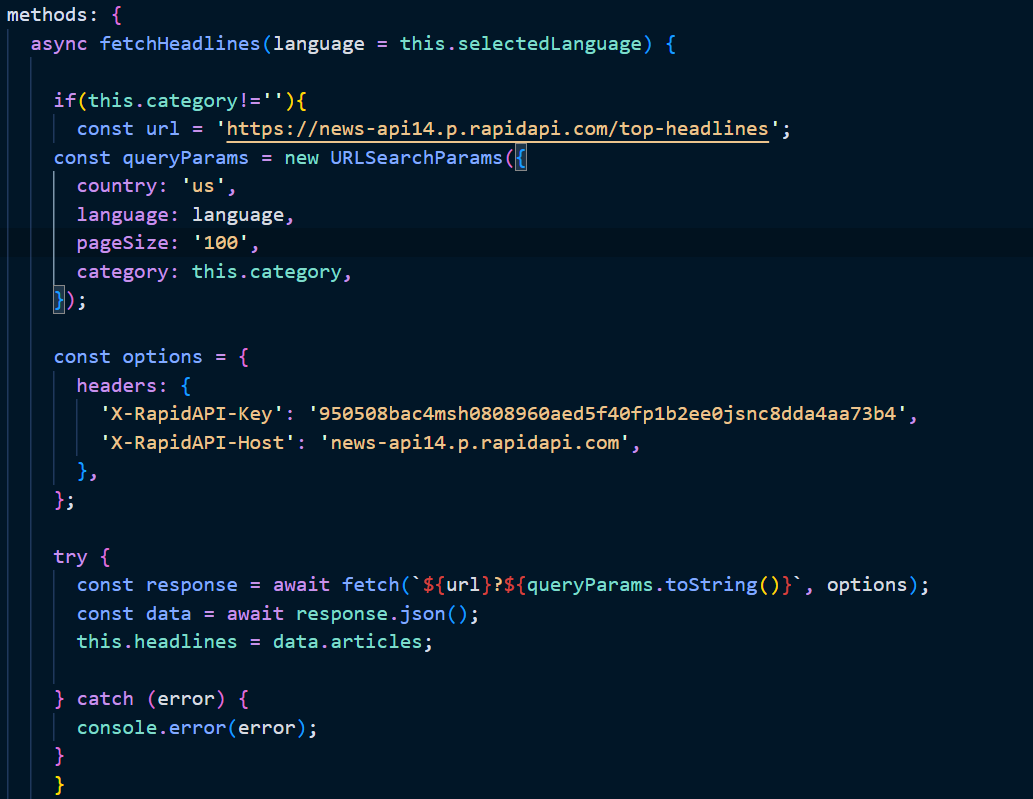 methods: {
async fetchHeadlines(language = this.selectedLanguage) {
if(this.category!=''){
const url = 'https://news-api14.p.rapidapi.com/top-headlines';
const queryParams = new URLSearchParams({
country: 'us',
language: language,
pageSize: '100',
category: this.category,
});
const options = {
headers: {
'X-RapidAPI-Key': '950508bac4msh0808960aed5f40fp1b2ee0jsnc8dda4aa73b4',
'X-RapidAPI-Host': 'news-api14.p.rapidapi.com',
},
};
try {
const response = await fetch(`${url}?${queryParams.toString()}`, options);
const data = await response.json();
this.headlines = data.articles;
} catch (error) {
console.error(error);
}
}